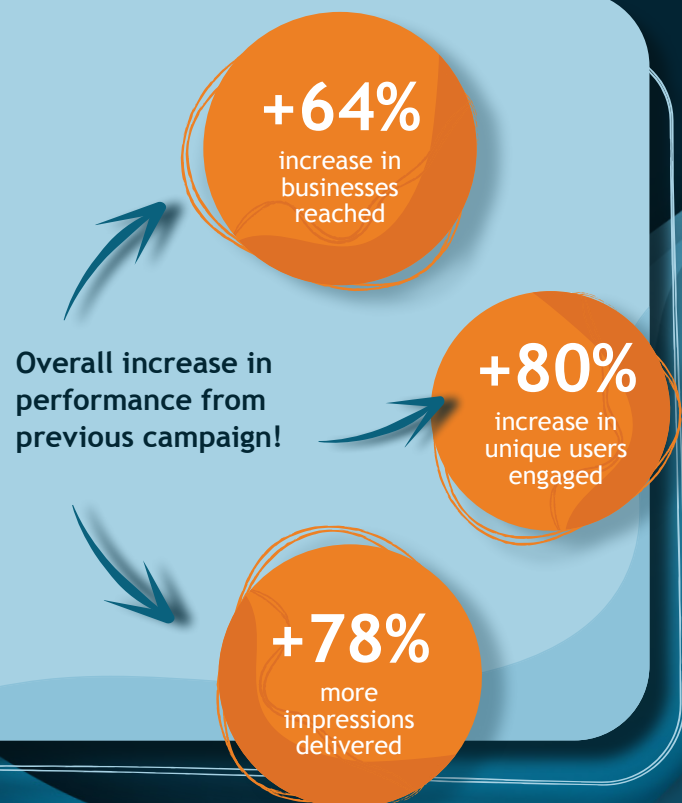 +64%
increase in
businesses
reached
Overall increase in
performance from
previous campaign!
+80%
increase in
unique users
engaged
+78%
more
impressions
delivered